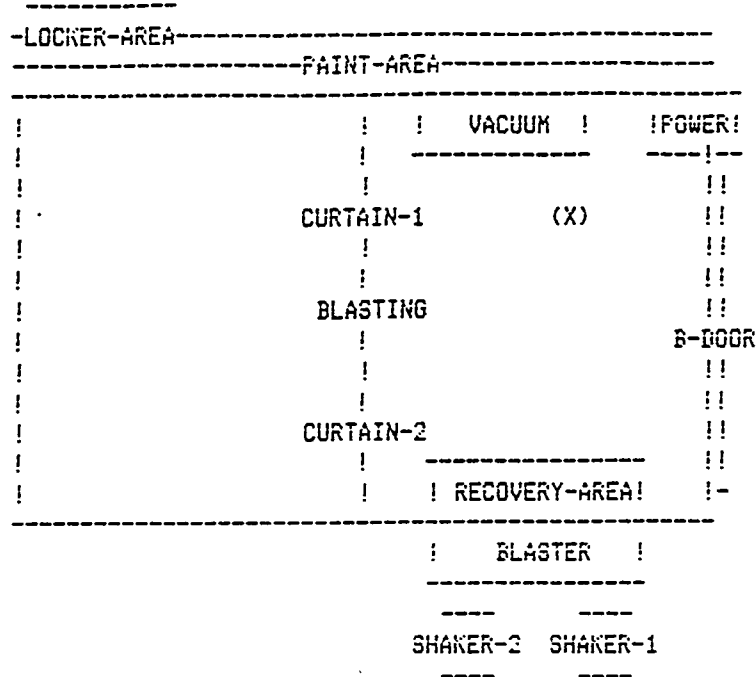 -LOCKER-AREA-
PAINT-AREA
VACUUM POWER
CURTAIN-1 (X)
BLASTING
B-DOOR
CURTAIN-2
RECOVERY-AREA
BLASTER
SHAKER-2 SHAKER-1